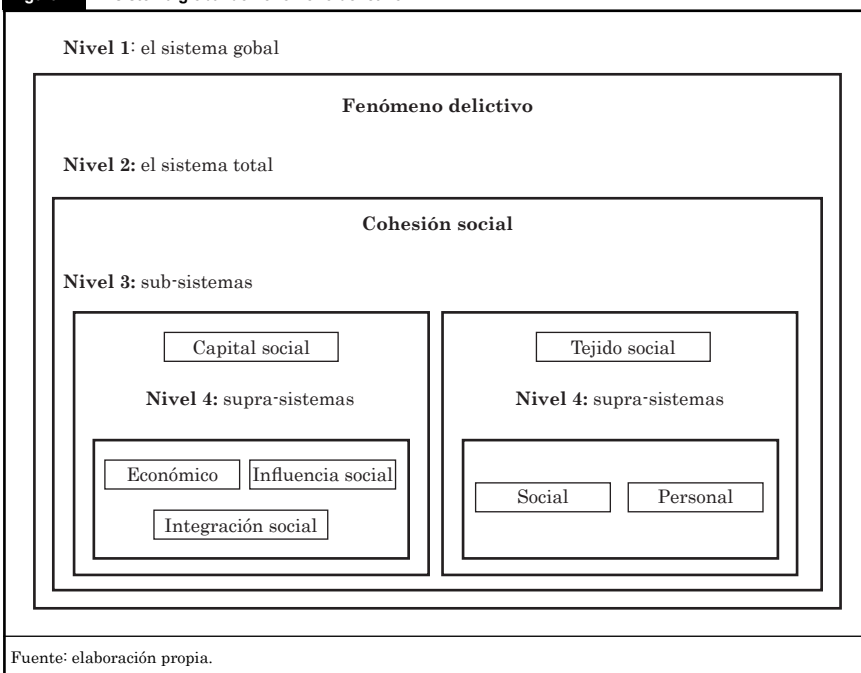 Nivel 1: el sistema gobal
Fenómeno delictivo
Nivel 2: el sistema total
Cohesión social
Nivel 3: sub-sistemas
Capital social
Tejido social
Nivel 4: supra-sistemas
Nivel 4: supra-sistemas
Económico
Influencia social
Integración social
Social
Personal
Fuente: elaboración propia.